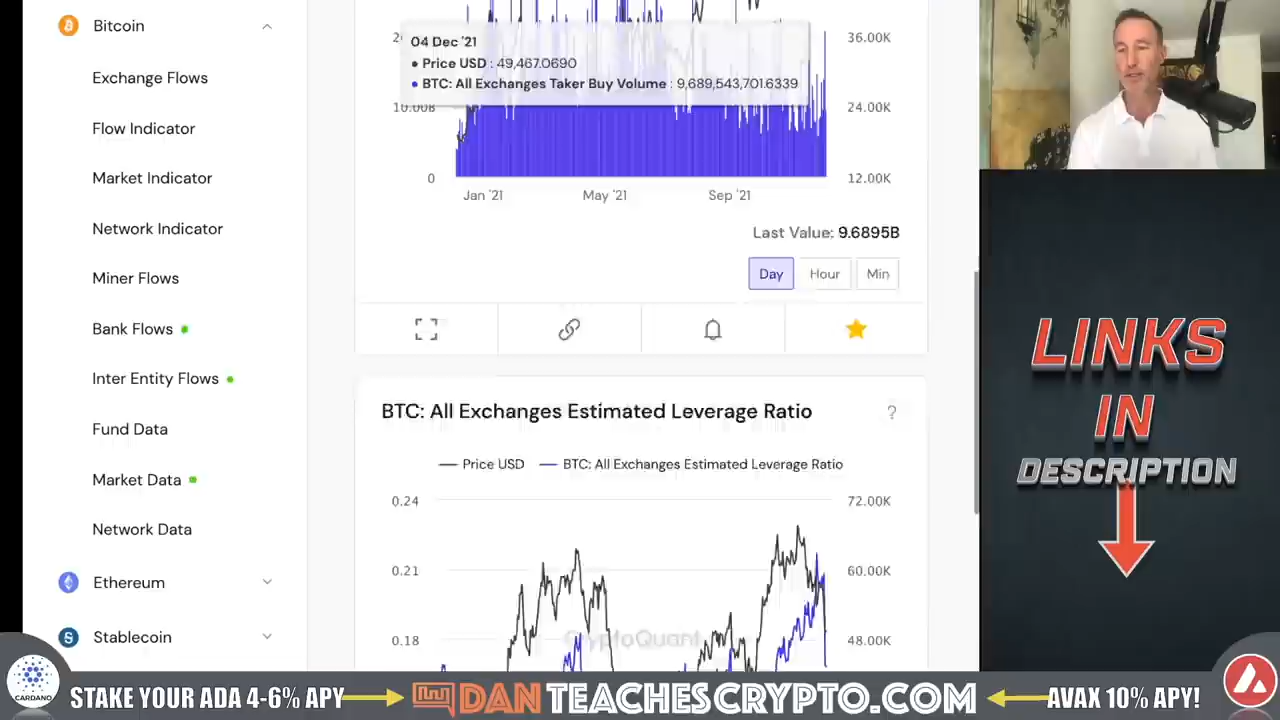 Bitcoin
Exchange Flows
Flow Indicator
Market Indicator
Network Indicator
Miner Flows
Bank Flows
Inter Entity Flows
Fund Data
Market Data
Network Data
Ethereum
Stablecoin
04 Dec '21
Price USD : 49,467.0690
BTC: All Exchanges Taker Buy Volume : 9,689,543,701.6339
36.00K
10.00B
24.00K
0
12.00K
Jan '21 May '21 Sep '21
Last Value: 9.6895B
Day Hour Min
BTC: All Exchanges Estimated Leverage Ratio ?
Price USD BTC: All Exchanges Estimated Leverage Ratio
0.24 72.00K
0.21 60.00K
0.18 48.00K
CryptoQuant
LINKS
IN
DESCRIPTION
CARDANO
STAKE YOUR ADA 4-6% APY
DANTEACHESCRYPTO.COM
AVAX 10% APY!